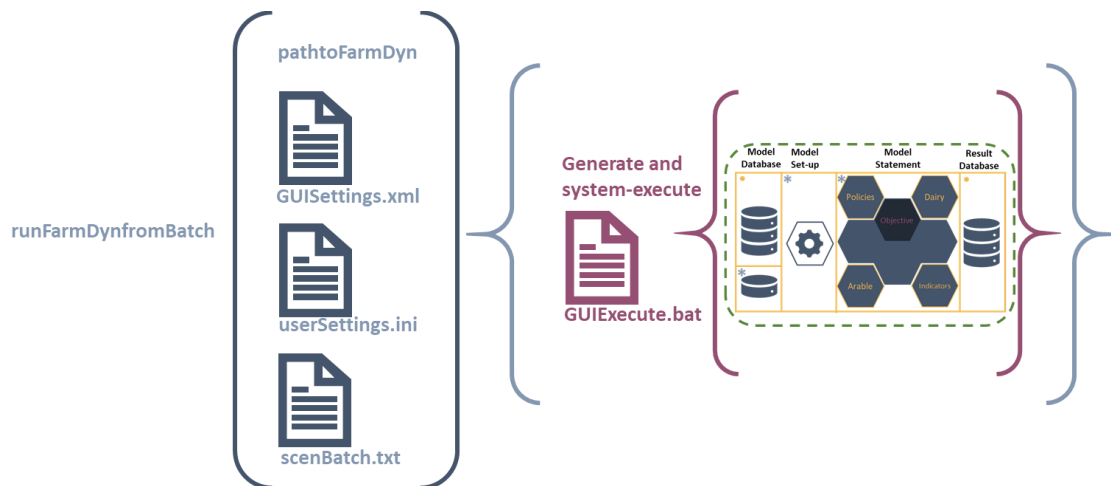 runFarmDynfromBatch
pathtoFarmDyn
GUISettings.xml
userSettings.ini
scenBatch.txt
Generate and
system-execute
GUIExecute.bat
Model
Database
Model
Set-up
Model
Statement
Result
Database
Policies
Dairy
Objective
Arable
Indicators